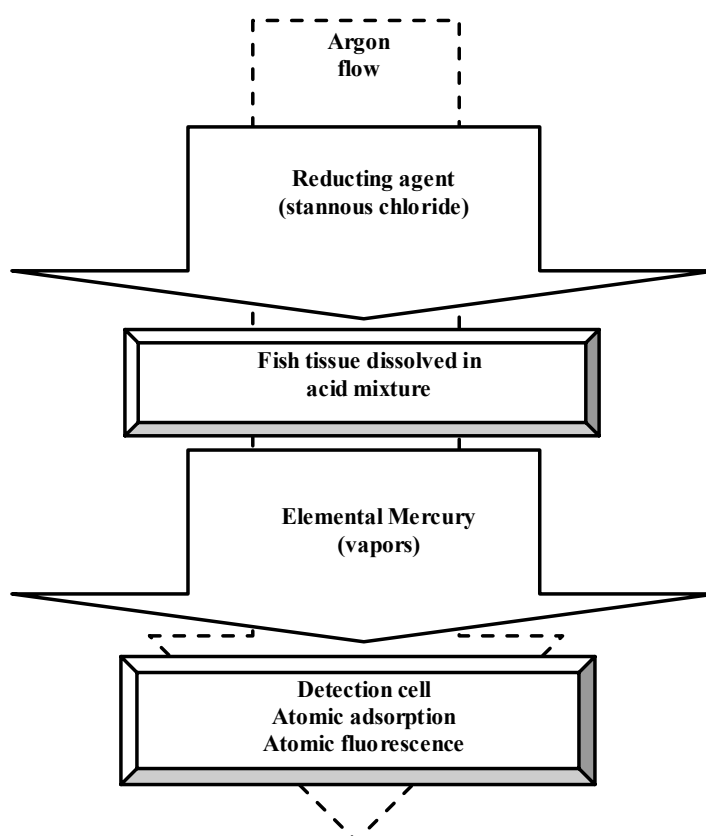 Argon
flow
Reducting agent
(stannous chloride)
Fish tissue dissolved in
acid mixture
Elemental Mercury
(vapors)
Detection cell
Atomic adsorption
Atomic fluorescence